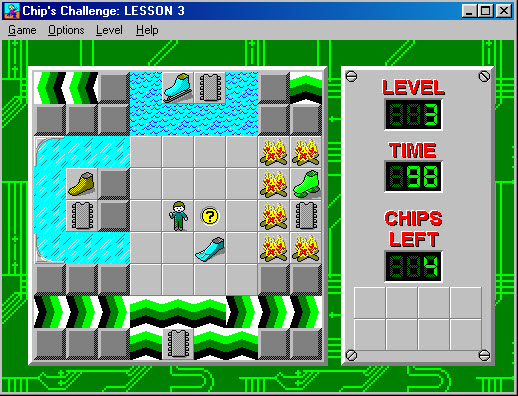 Chip's Challenge: LESSON 3
Game Options Level Help
LEVEL
3
TIME
98
CHIPS
LEFT
4
?